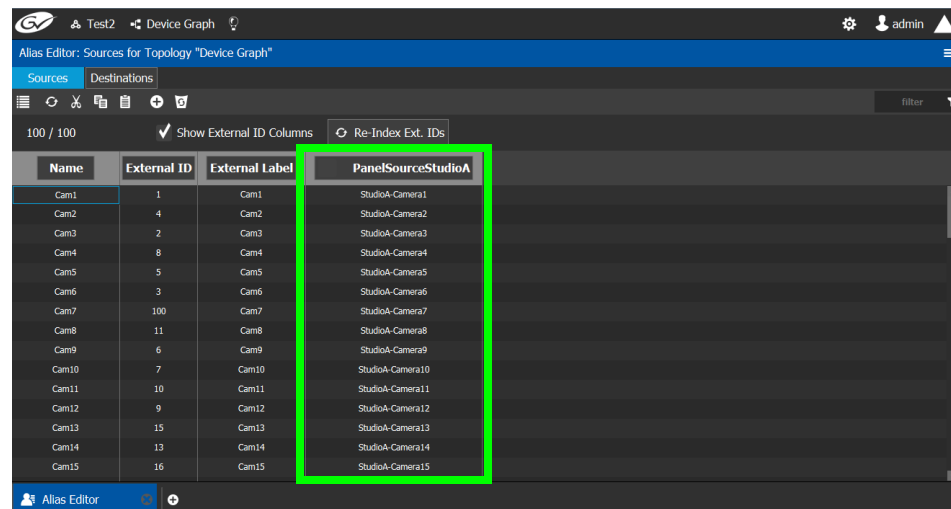 GV Test2 Device Graph admin
Alias Editor: Sources for Topology "Device Graph"
Sources Destinations
filter
100 / 100 Show External ID Columns Re-Index Ext. IDs
Name External ID External Label PanelSourceStudioA
Cam1 1 Cam1 StudioA-Camera1
Cam2 4 Cam2 StudioA-Camera2
Cam3 2 Cam3 StudioA-Camera3
Cam4 8 Cam4 StudioA-Camera4
Cam5 5 Cam5 StudioA-Camera5
Cam6 3 Cam6 StudioA-Camera6
Cam7 100 Cam7 StudioA-Camera7
Cam8 11 Cam8 StudioA-Camera8
Cam9 6 Cam9 StudioA-Camera9
Cam10 7 Cam10 StudioA-Camera10
Cam11 10 Cam11 StudioA-Camera11
Cam12 9 Cam12 StudioA-Camera12
Cam13 15 Cam13 StudioA-Camera13
Cam14 13 Cam14 StudioA-Camera14
Cam15 16 Cam15 StudioA-Camera15
Alias Editor